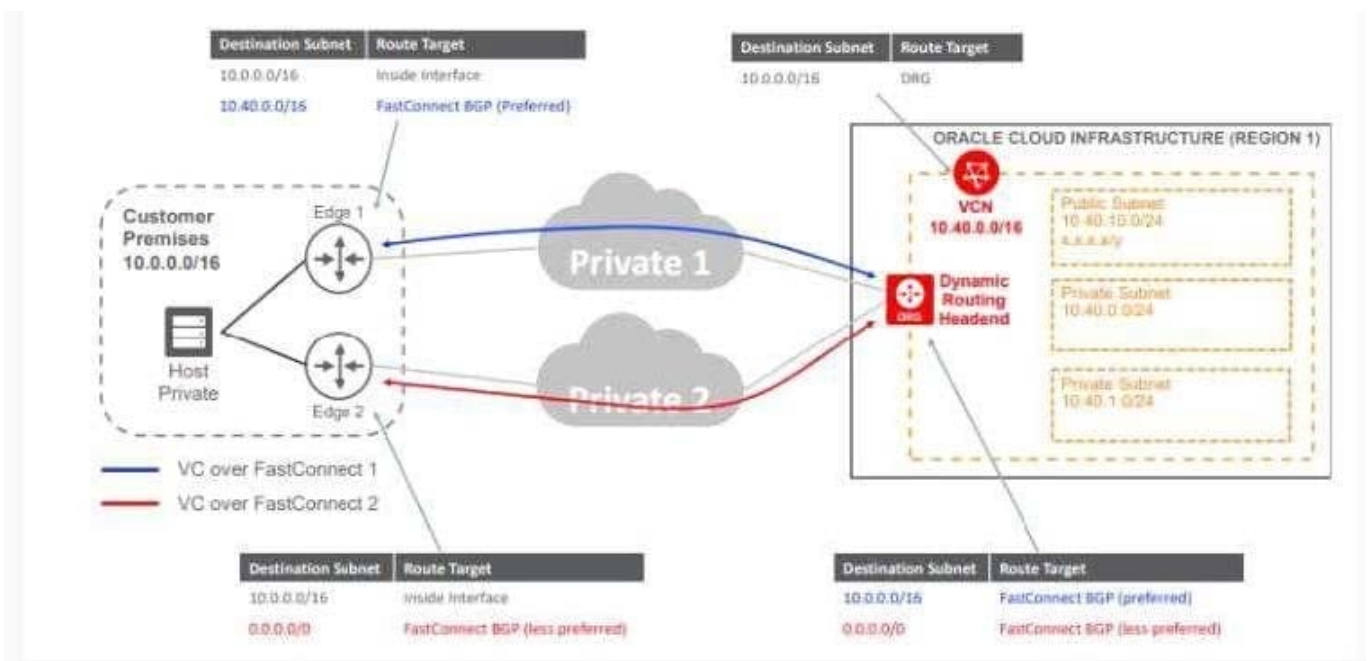 Destination Subnet Route Target
10.0.0.0/16 Inside Interface
10.40.0.0/16 FastConnect BGP (Preferred)
Destination Subnet Route Target
10.0.0.0/16 DRG
ORACLE CLOUD INFRASTRUCTURE (REGION 1)
Customer
Premises
10.0.0.0/16
Edge 1
Host
Private
Edge 2
Private 1
Private 2
VCN
10.40.0.0/16
DRG
Dynamic
Routing
Headend
Public Subnet
10.40.10.0/24
x.x.x.x/y
Private Subnet
10.40.0.0/24
Private Subnet
10.40.1.0/24
VC over FastConnect 1
VC over FastConnect 2
Destination Subnet Route Target
10.0.0.0/16 Inside Interface
0.0.0.0/0 FastConnect BGP (less preferred)
Destination Subnet Route Target
10.0.0.0/16 FastConnect BGP (preferred)
0.0.0.0/0 FastConnect BGP (less preferred)